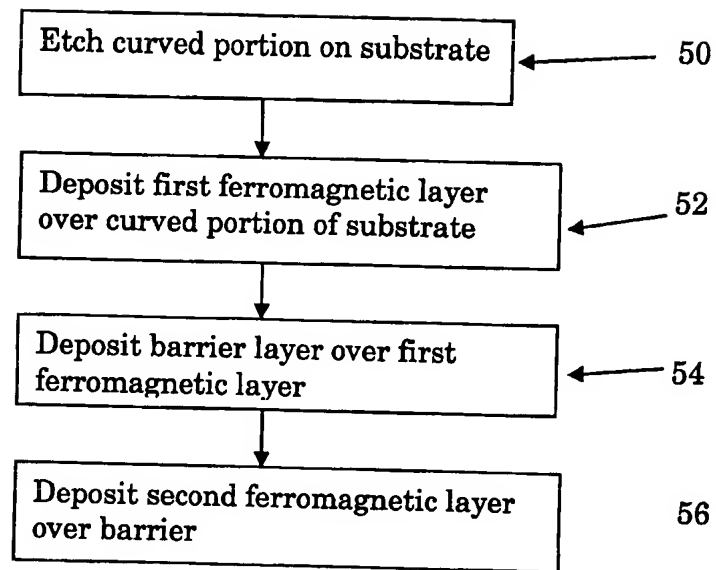 Etch curved portion on substrate
50
Deposit first ferromagnetic layer
over curved portion of substrate
52
Deposit barrier layer over first
ferromagnetic layer
54
Deposit second ferromagnetic layer
over barrier
56